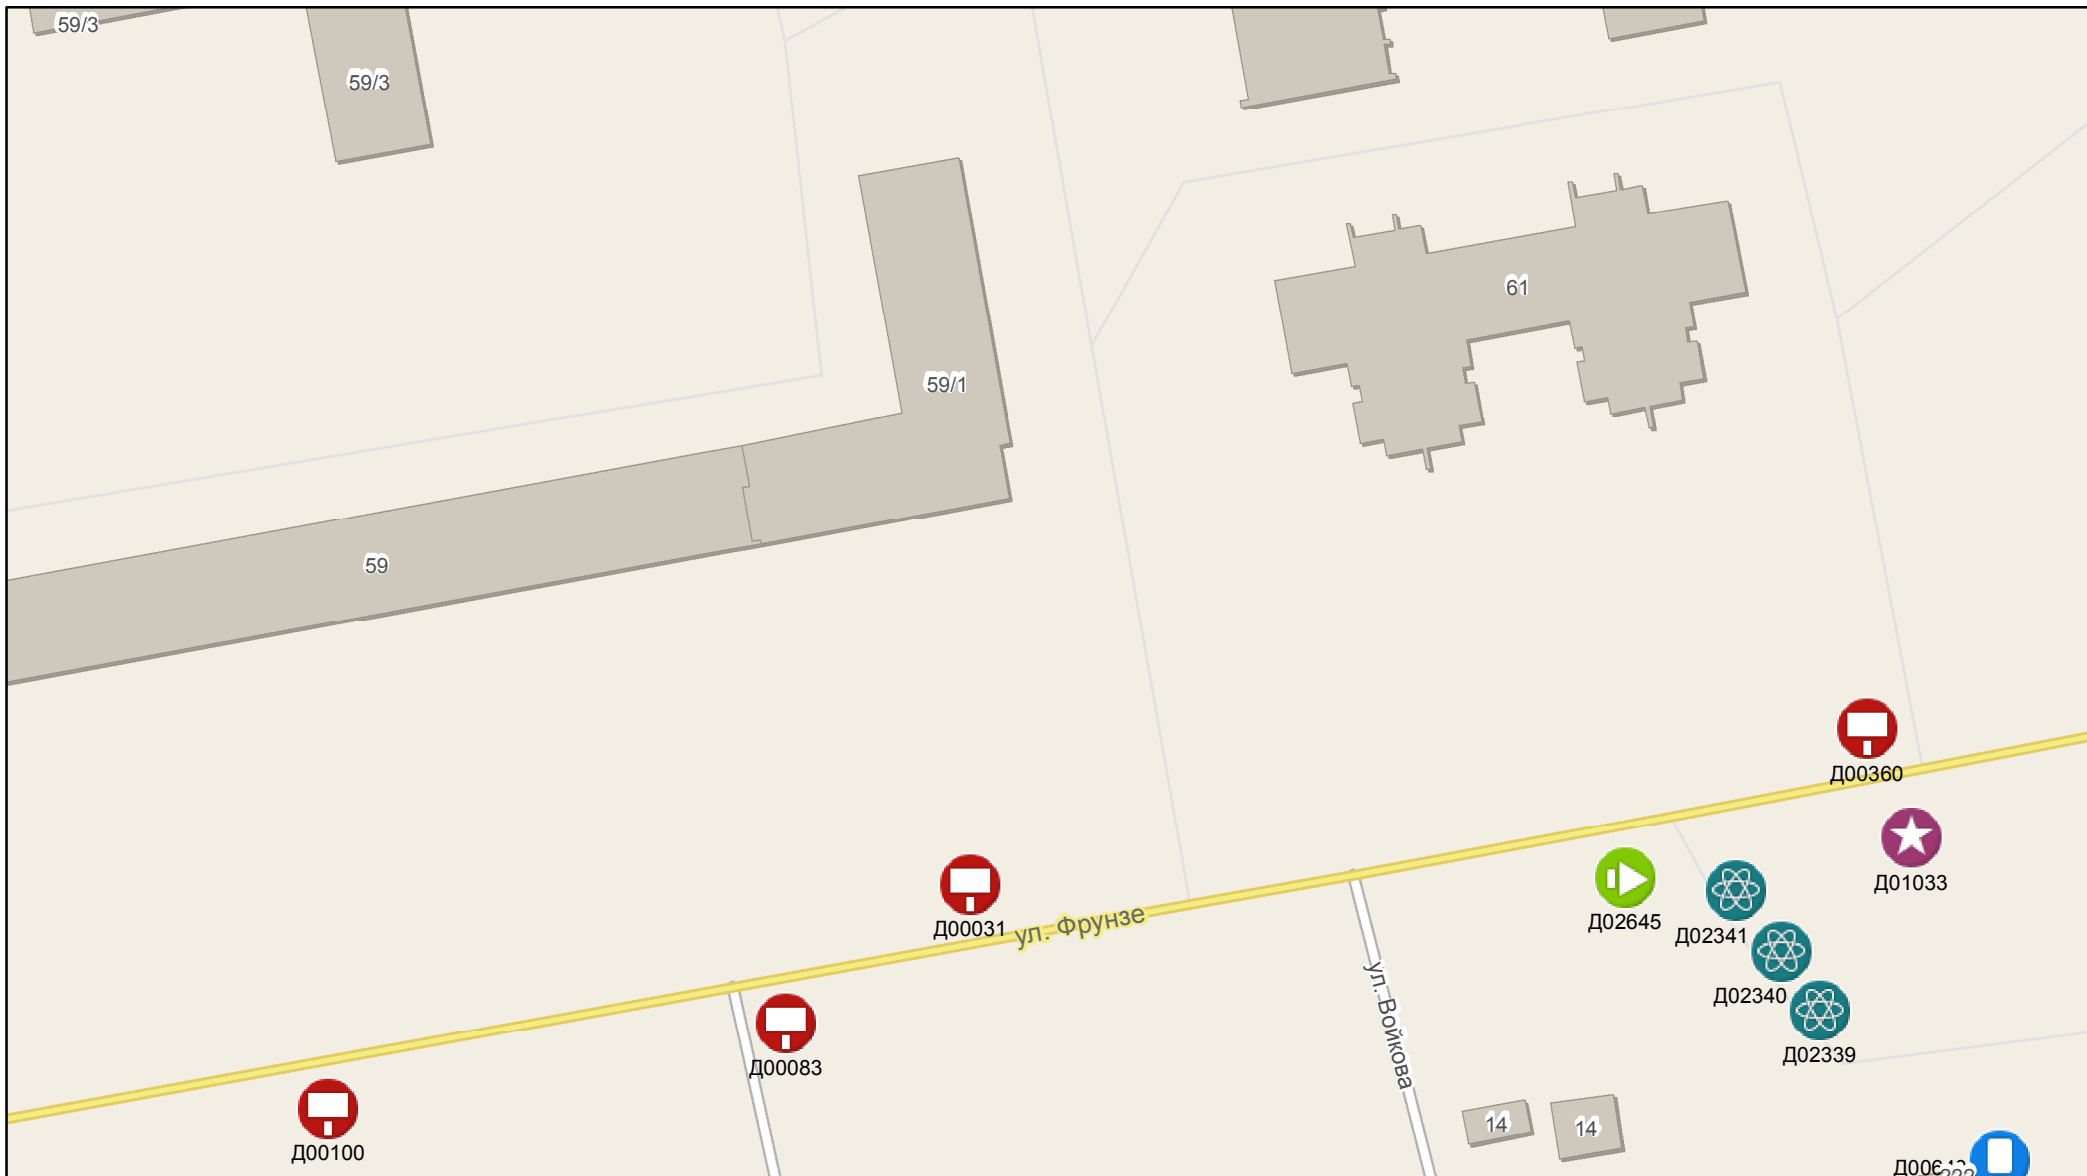 59/3
59/3
61
59/1
59
Д00360
Д01033
Д02645
Д00031
ул. Фрунзе
Д02341
Д02340
ул. Войкова
Д02339
Д00083
14
14
Д00100